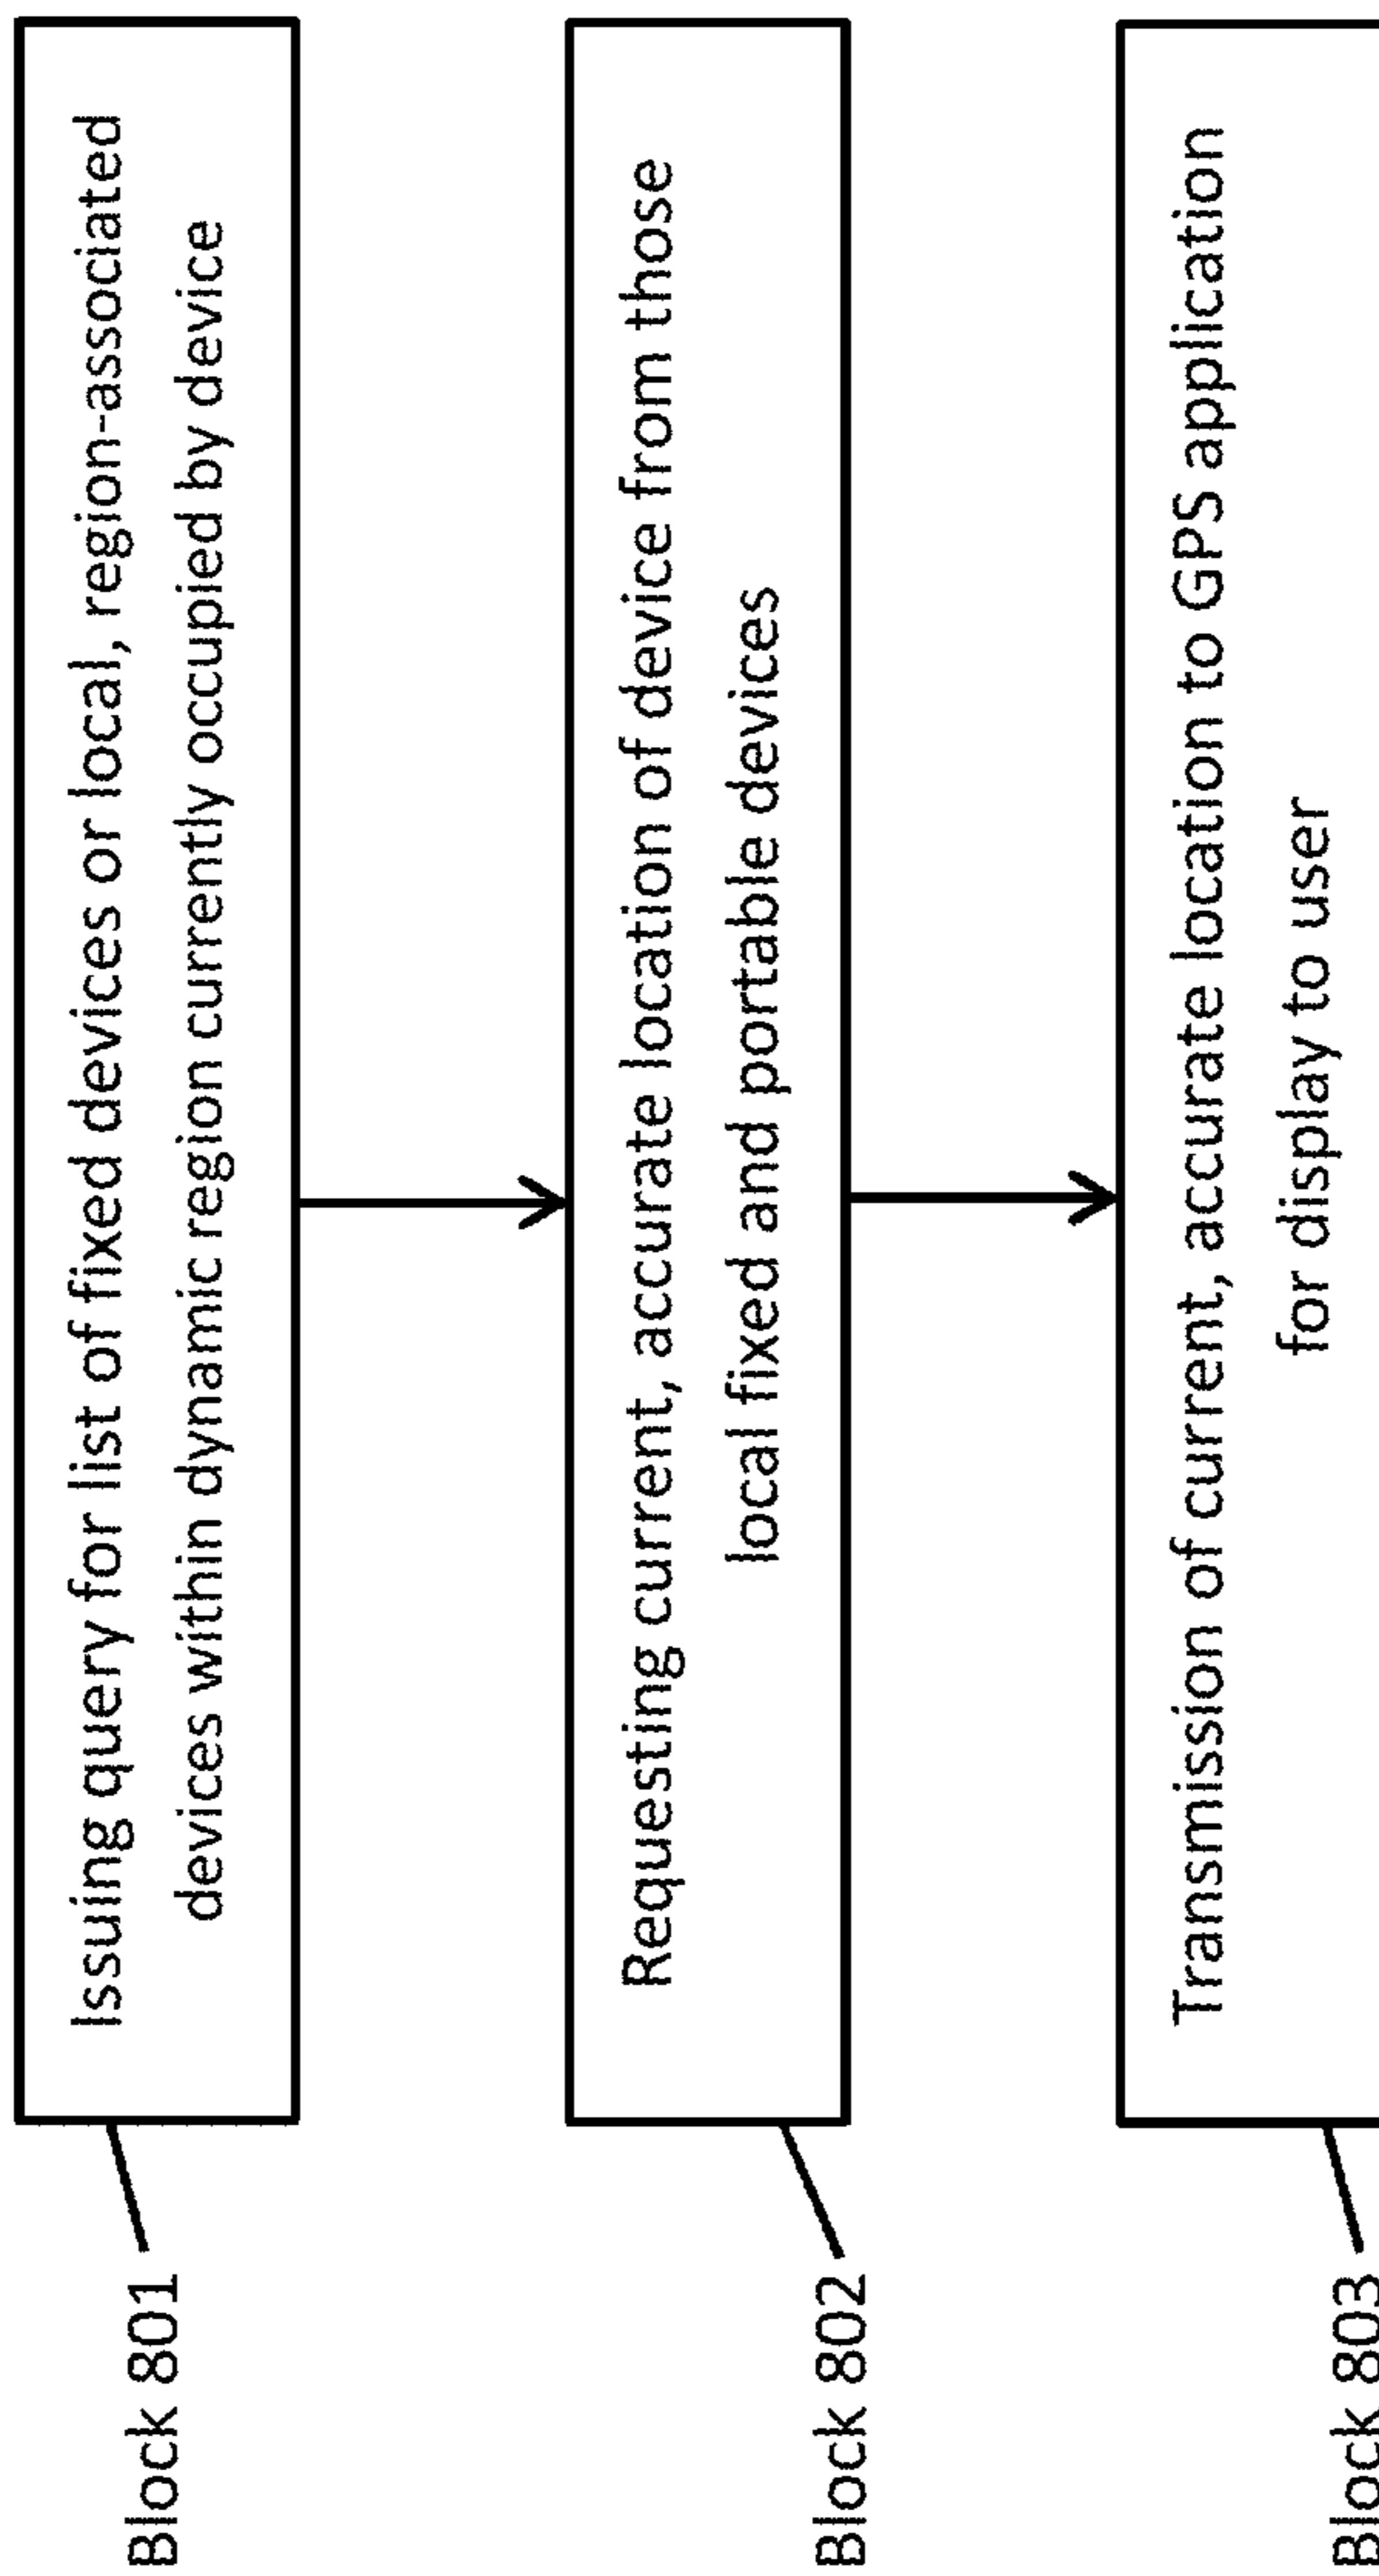 Block 801
Issuing query for list of fixed devices or local, region-associated
devices within dynamic region currently occupied by device
Block 802
Requesting current, accurate location of device from those
local fixed and portable devices
Block 803
Transmission of current, accurate location to GPS application
for display to user